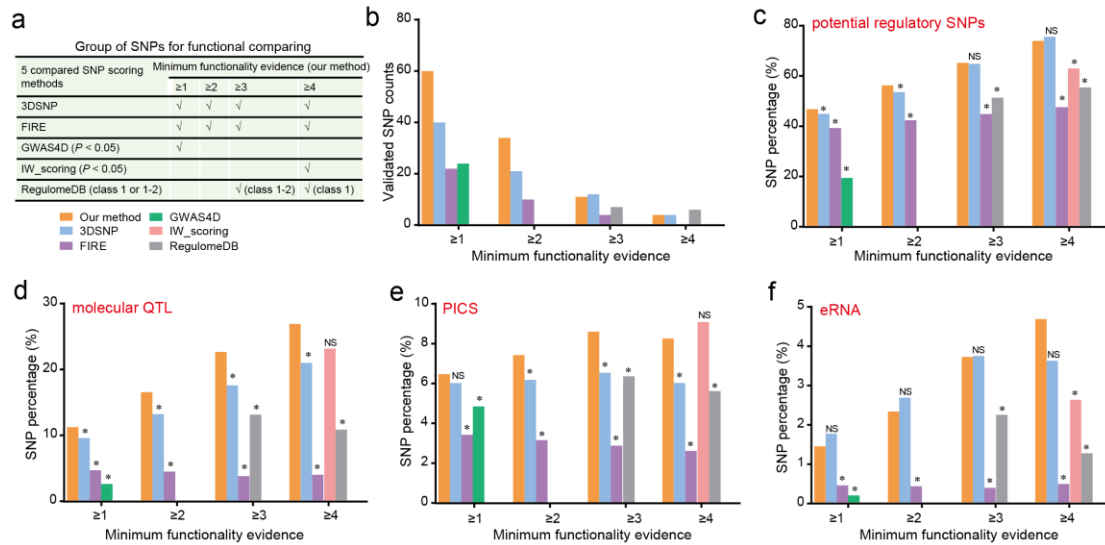 a
Group of SNPs for functional comparing
5 compared SNP scoring methods
Minimum functionality evidence (our method)
≥1 ≥2 ≥3 ≥4
3DSNP √ √ √ √
FIRE √ √ √ √
GWAS4D (P < 0.05) √
IW_scoring (P < 0.05) √
RegulomeDB (class 1 or 1-2) √ (class 1-2) √ (class 1)
Our method
3DSNP
FIRE
GWAS4D
IW_scoring
RegulomeDB
b
Validated SNP counts
80
60
40
20
0
≥1 ≥2 ≥3 ≥4
Minimum functionality evidence
c
potential regulatory SNPs
SNP percentage (%)
80
60
40
20
0
* * *
* *
NS * *
NS * * *
≥1 ≥2 ≥3 ≥4
Minimum functionality evidence
d
molecular QTL
SNP percentage (%)
30
20
10
0
* * *
* *
* * *
* * NS *
≥1 ≥2 ≥3 ≥4
Minimum functionality evidence
e
PICS
SNP percentage (%)
10
8
6
4
2
0
NS * *
* *
* * *
* * NS *
≥1 ≥2 ≥3 ≥4
Minimum functionality evidence
f
eRNA
SNP percentage (%)
5
4
3
2
1
0
NS * *
NS *
NS * *
NS * * *
≥1 ≥2 ≥3 ≥4
Minimum functionality evidence